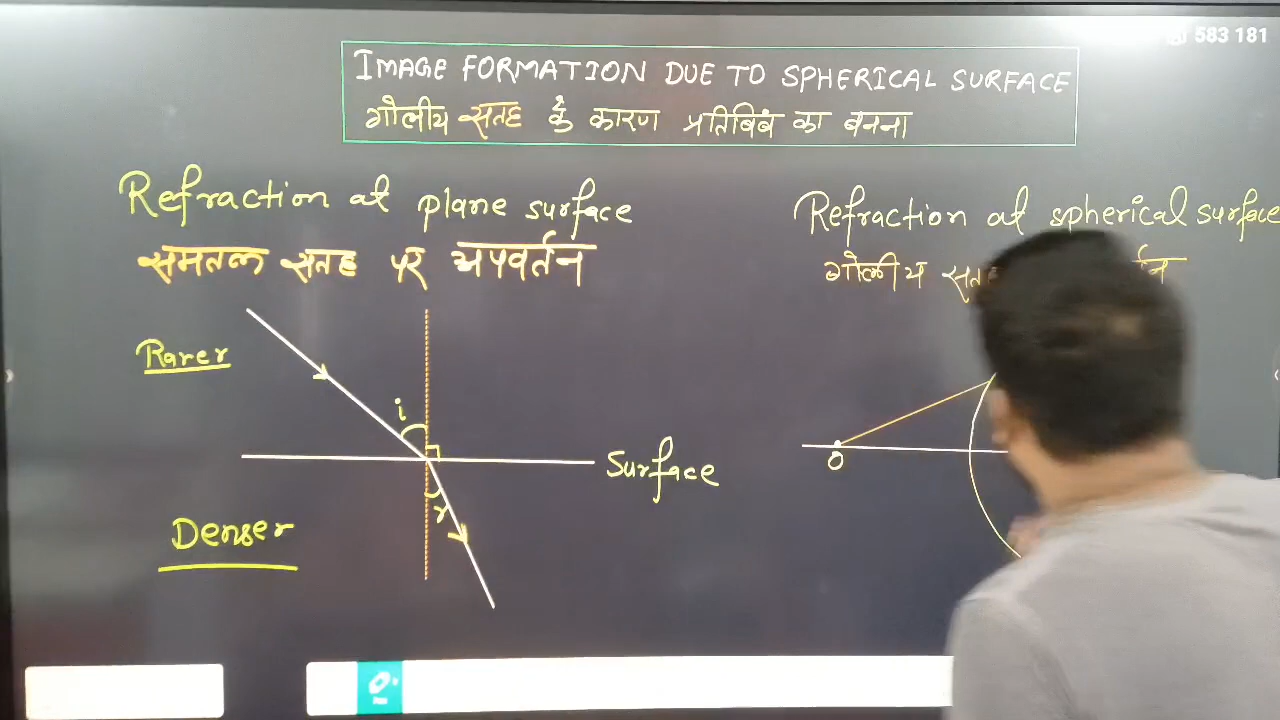 583 181
IMAGE FORMATION DUE TO SPHERICAL SURFACE
गोलीय सतह के कारण प्रतिबिंब का बनना
Refraction at plane surface
समतल सतह पर अपवर्तन
Rarer
i
Surface
r
Denser
Refraction at spherical surface
गोलीय
O